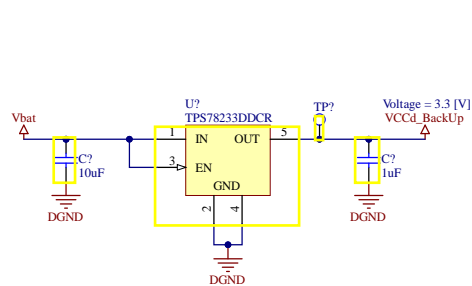 U?
TPS78233DDCR
TP?
Voltage = 3.3 [V]
Vbat
VCCd_BackUp
1
IN
OUT
5
C?
10uF
3
EN
C?
1uF
GND
2
4
DGND
DGND
DGND